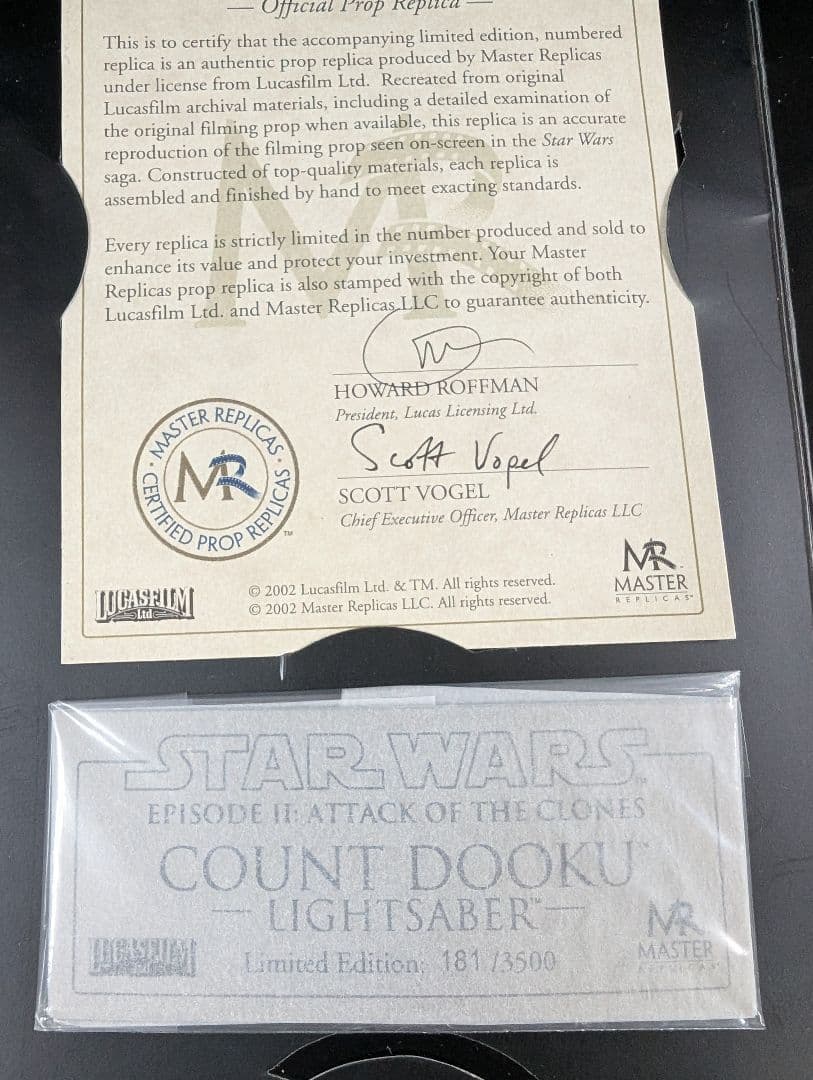 — Official Prop Replica —
This is to certify that the accompanying limited edition, numbered
replica is an authentic prop replica produced by Master Replicas
under license from Lucasfilm Ltd. Recreated from original
Lucasfilm archival materials, including a detailed examination of
the original filming prop when available, this replica is an accurate
reproduction of the filming prop seen on-screen in the Star Wars
saga. Constructed of top-quality materials, each replica is
assembled and finished by hand to meet exacting standards.
Every replica is strictly limited in the number produced and sold to
enhance its value and protect your investment. Your Master
Replicas prop replica is also stamped with the copyright of both
Lucasfilm Ltd. and Master Replicas LLC to guarantee authenticity.
HOWARD ROFFMAN
President, Lucas Licensing Ltd.
Scott Vogel
SCOTT VOGEL
Chief Executive Officer, Master Replicas LLC
MASTER REPLICAS · CERTIFIED PROP REPLICAS ·
MR
™
LUCASFILM
Ltd
© 2002 Lucasfilm Ltd. & TM. All rights reserved.
© 2002 Master Replicas LLC. All rights reserved.
MR
MASTER
REPLICAS™
STAR WARS™
EPISODE II: ATTACK OF THE CLONES
COUNT DOOKU™
— LIGHTSABER™ —
Limited Edition: 181 /3500
LUCASFILM
MR
MASTER
REPLICAS